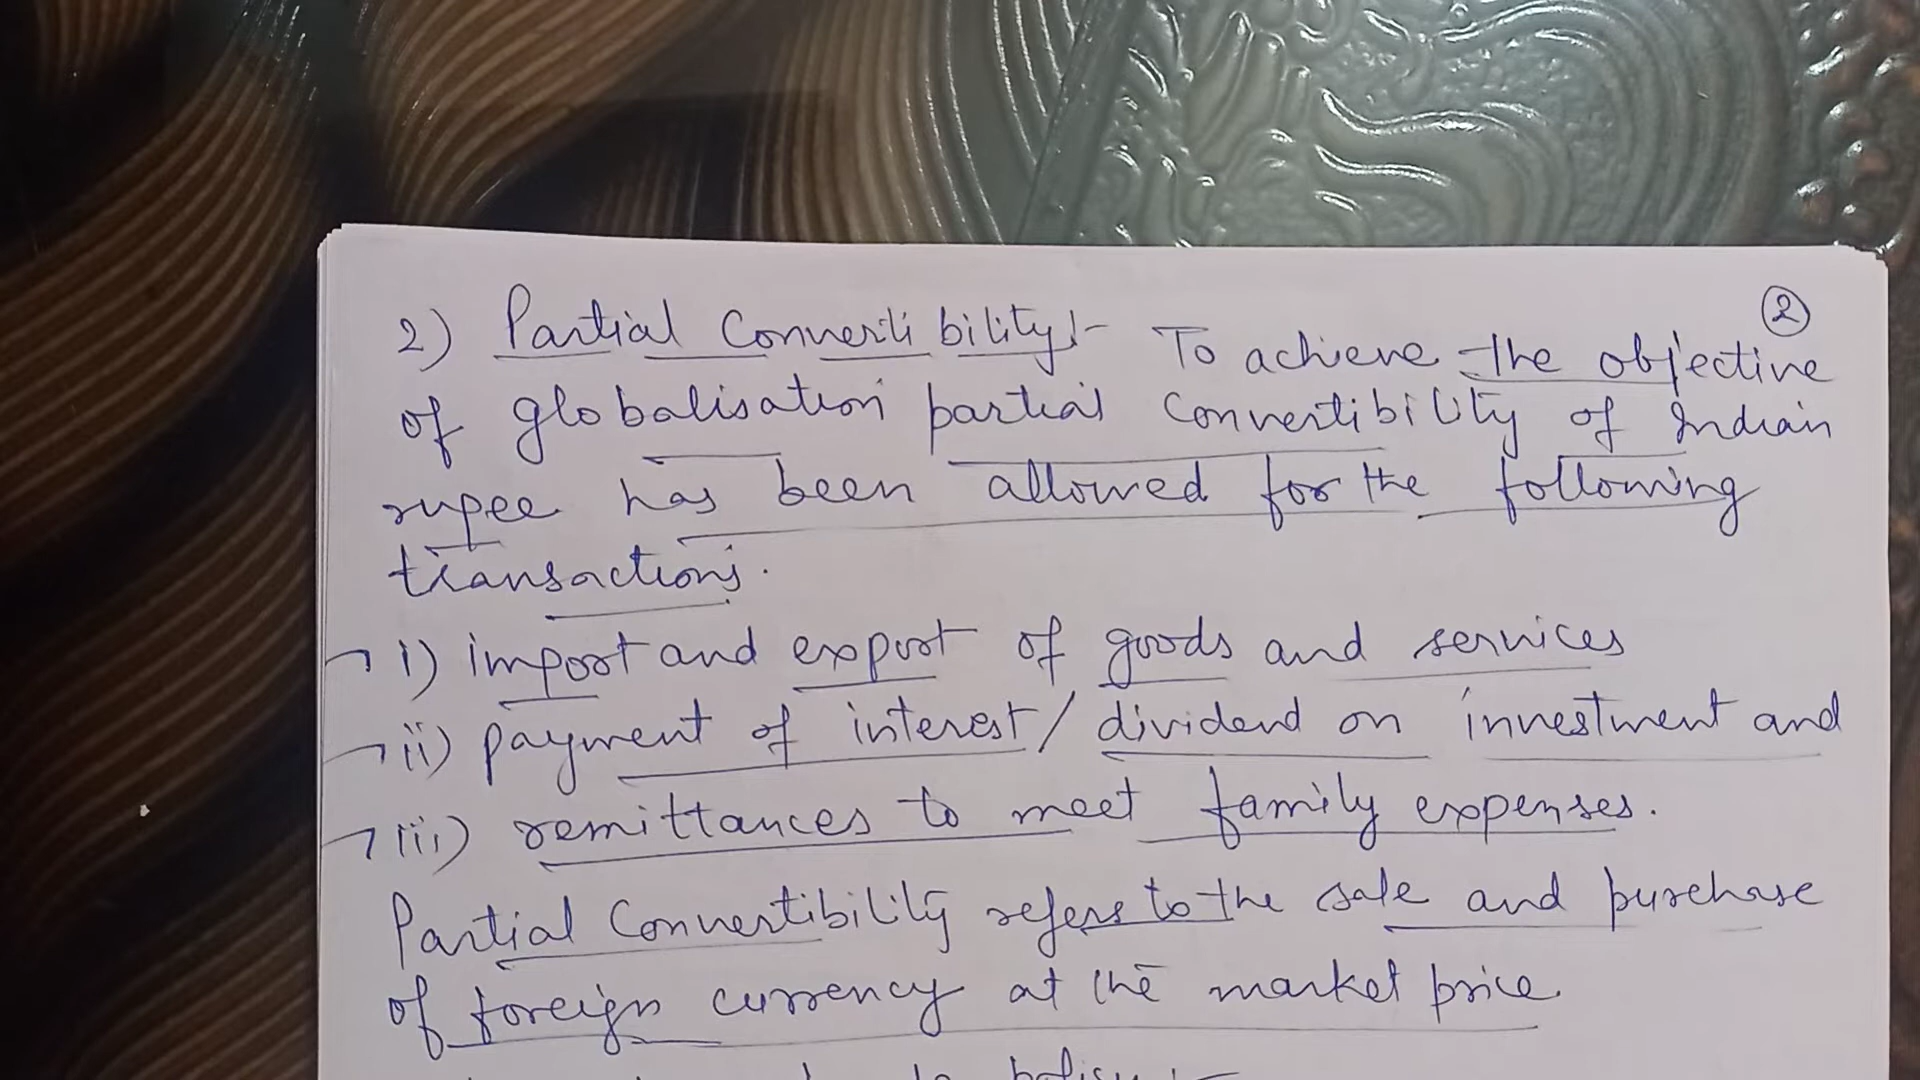 ②
2) Partial Convertibility:- To achieve the objective
of globalisation partial convertibility of Indian
rupee has been allowed for the following
transactions.
i) import and export of goods and services
ii) payment of interest/dividend on investment and
iii) remittances to meet family expenses.
Partial Convertibility refers to the sale and purchase
of foreign currency at the market price
policy :-